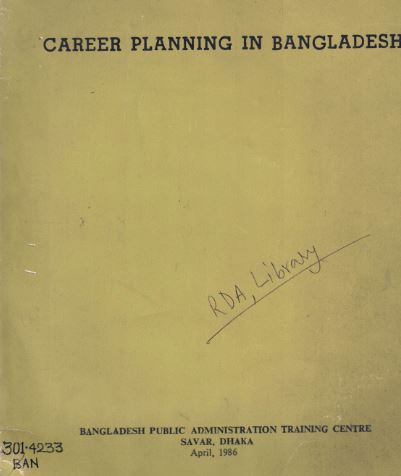 CAREER PLANNING IN BANGLADESH
RDA, Library
BANGLADESH PUBLIC ADMINISTRATION TRAINING CENTRE
SAVAR, DHAKA
April, 1986
301.4233
BAN